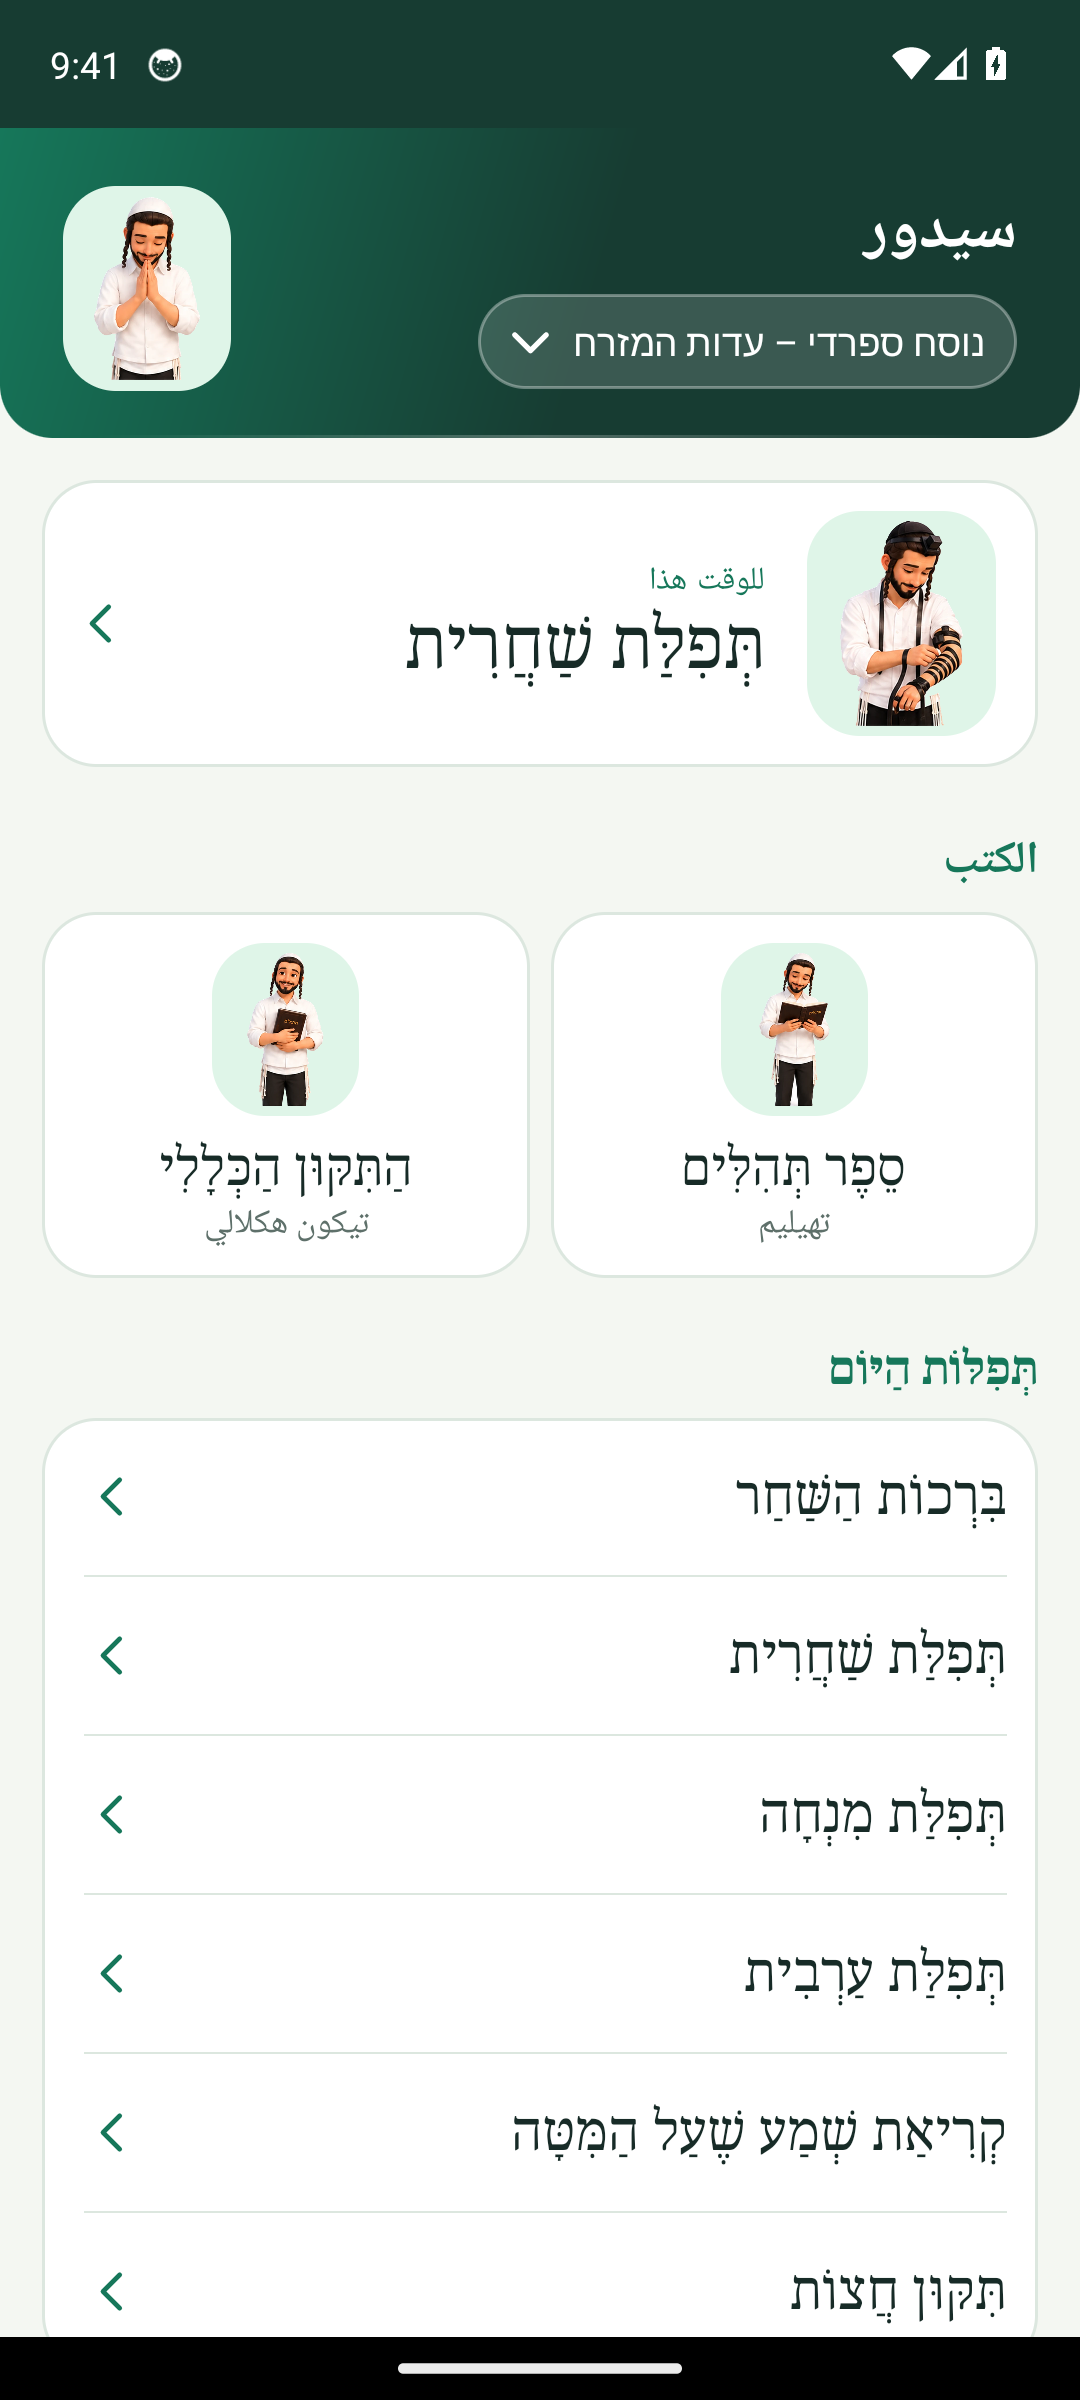 9:41
سيدور
נוסח ספרדי – עדות המזרח
للوقت هذا
תְּפִלַּת שַׁחֲרִית
الكتب
סֵפֶר תְּהִלִּים
تهيليم
הַתִּקּוּן הַכְּלָלִי
تيكون هكلالي
תְּפִלּוֹת הַיּוֹם
בִּרְכוֹת הַשַּׁחַר
תְּפִלַּת שַׁחֲרִית
תְּפִלַּת מִנְחָה
תְּפִלַּת עַרְבִית
קְרִיאַת שְׁמַע שֶׁעַל הַמִּטָּה
תִּקּוּן חֲצוֹת